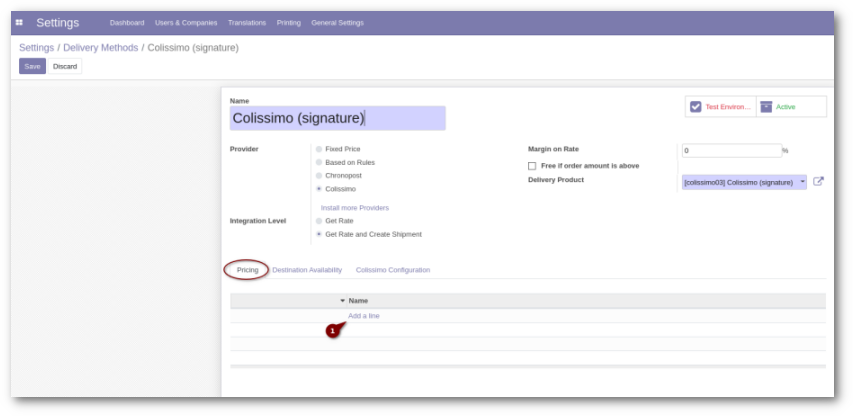 Settings Dashboard Users & Companies Translations Printing General Settings
Settings / Delivery Methods / Colissimo (signature)
Save Discard
Name
Colissimo (signature)
Test Environ... Active
Provider
Fixed Price
Based on Rules
Chronopost
Colissimo
Install more Providers
Integration Level
Get Rate
Get Rate and Create Shipment
Margin on Rate 0 %
Free if order amount is above
Delivery Product [colissimo03] Colissimo (signature)
Pricing Destination Availability Colissimo Configuration
Name
Add a line
1